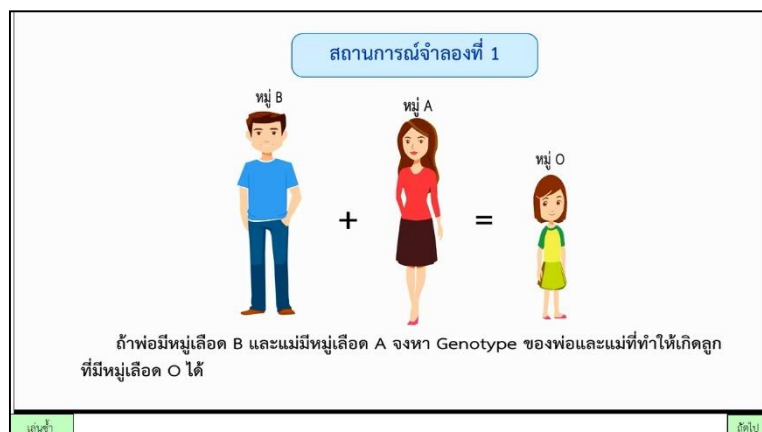 สถานการณ์จำลองที่ 1
หมู่ B
หมู่ A
หมู่ O
+
=
ถ้าพ่อมีหมู่เลือด B และแม่มีหมู่เลือด A จงหา Genotype ของพ่อและแม่ที่ทำให้เกิดลูก
ที่มีหมู่เลือด O ได้
เล่นซ้ำ
ถัดไป